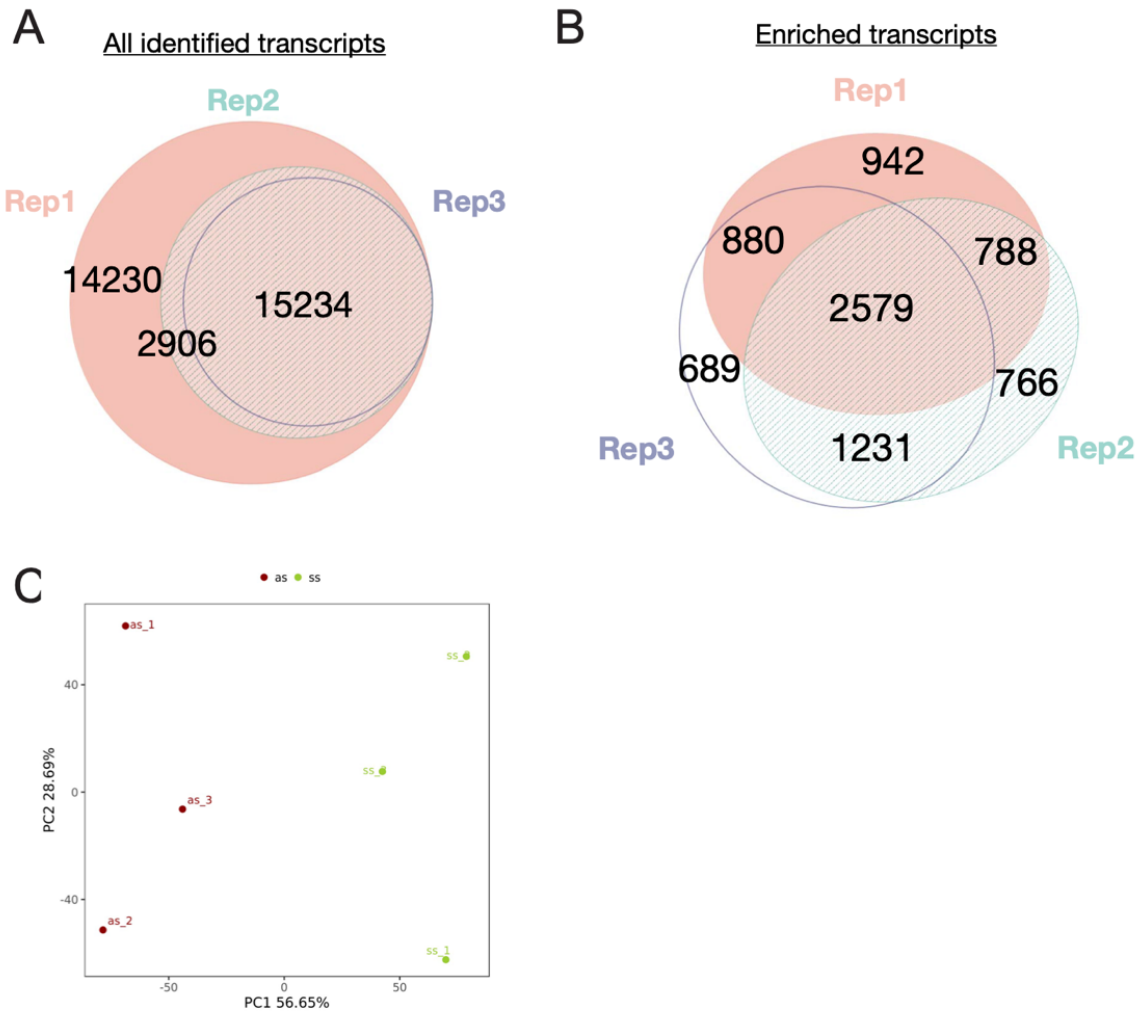 A
All identified transcripts
Rep2
Rep1
Rep3
14230
15234
2906
B
Enriched transcripts
Rep1
942
880
788
2579
689
766
1231
Rep3
Rep2
C
as ss
as_1
40
0
as_3
-40
as_2
ss_1
PC2 28.69%
-50 0 50
PC1 56.65%